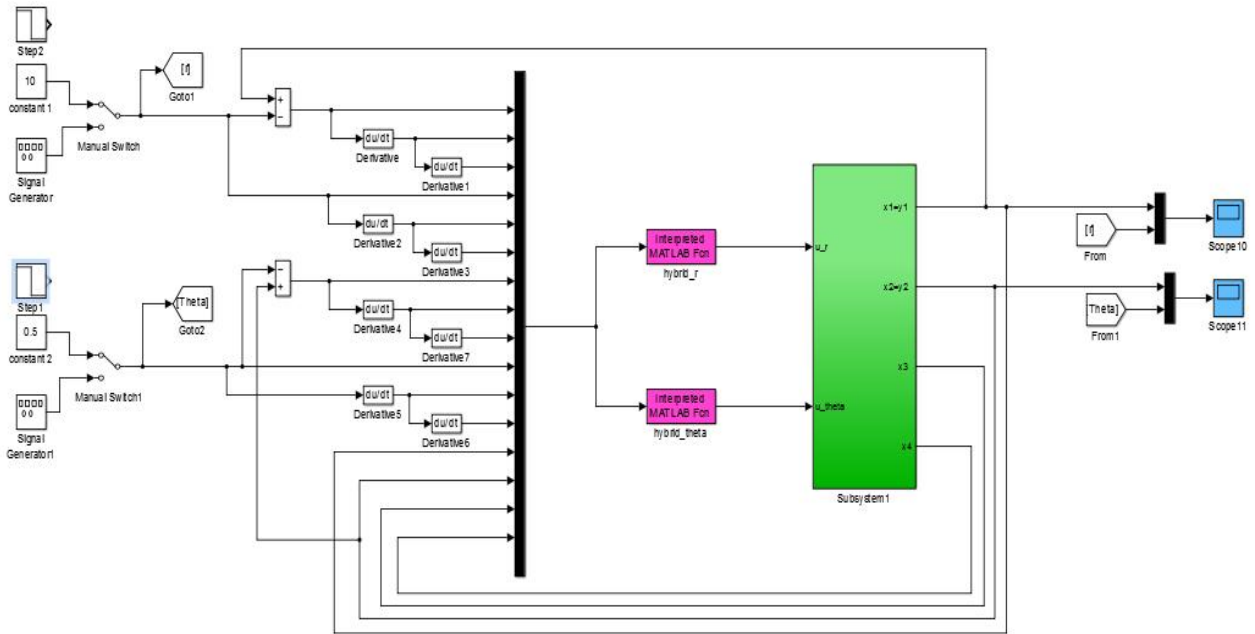 Step2
10
constant 1
Signal
Generator
Manual Switch
[r]
Goto1
+
−
du/dt
Derivative
du/dt
Derivative1
du/dt
Derivative2
du/dt
Derivative3
Step1
0.5
constant 2
Signal
Generator1
Manual Switch1
[Theta]
Goto2
−
+
du/dt
Derivative4
du/dt
Derivative7
du/dt
Derivative5
du/dt
Derivative6
Interpreted
MATLAB Fcn
hybrid_r
Interpreted
MATLAB Fcn
hybrid_theta
u_r
u_theta
x1=y1
x2=y2
x3
x4
Subsystem1
[r]
From
Scope10
Theta]
From1
Scope11